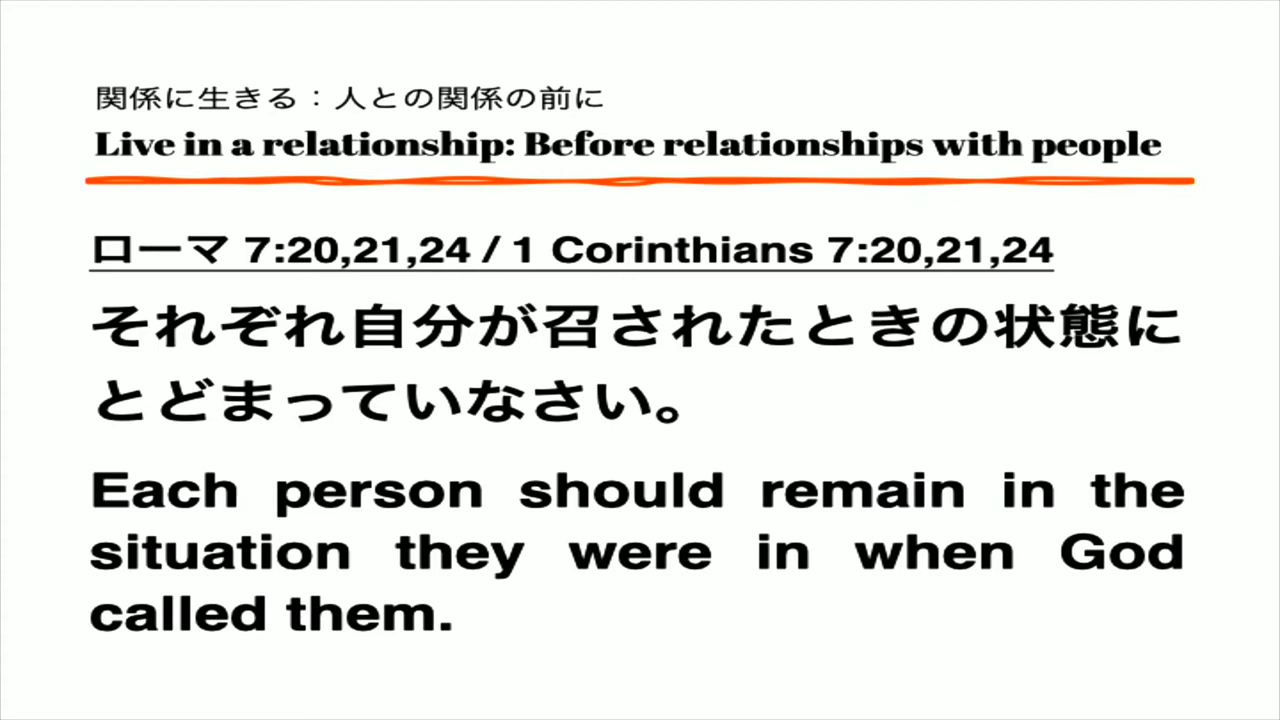 関係に生きる：人との関係の前に
Live in a relationship: Before relationships with people
ローマ 7:20,21,24 / 1 Corinthians 7:20,21,24
それぞれ自分が召されたときの状態に
とどまっていなさい。
Each person should remain in the
situation they were in when God
called them.